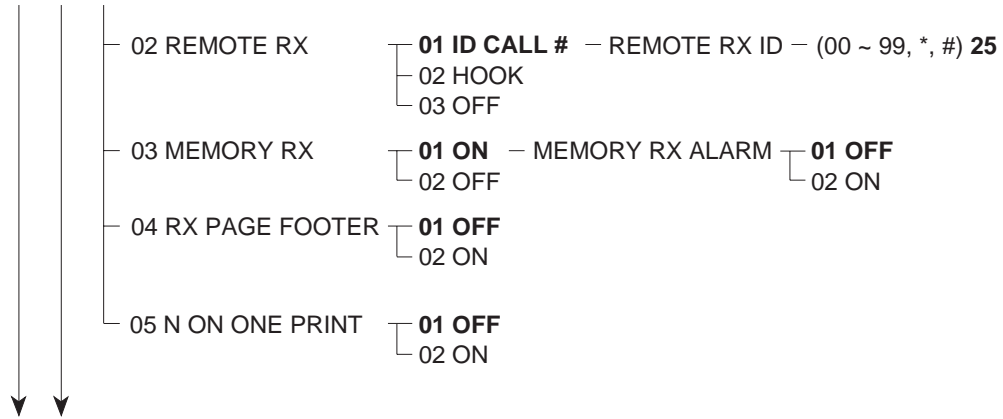 02 REMOTE RX 01 ID CALL # – REMOTE RX ID – (00 ~ 99, *, #) 25
02 HOOK
03 OFF
03 MEMORY RX 01 ON – MEMORY RX ALARM 01 OFF
02 OFF 02 ON
04 RX PAGE FOOTER 01 OFF
02 ON
05 N ON ONE PRINT 01 OFF
02 ON